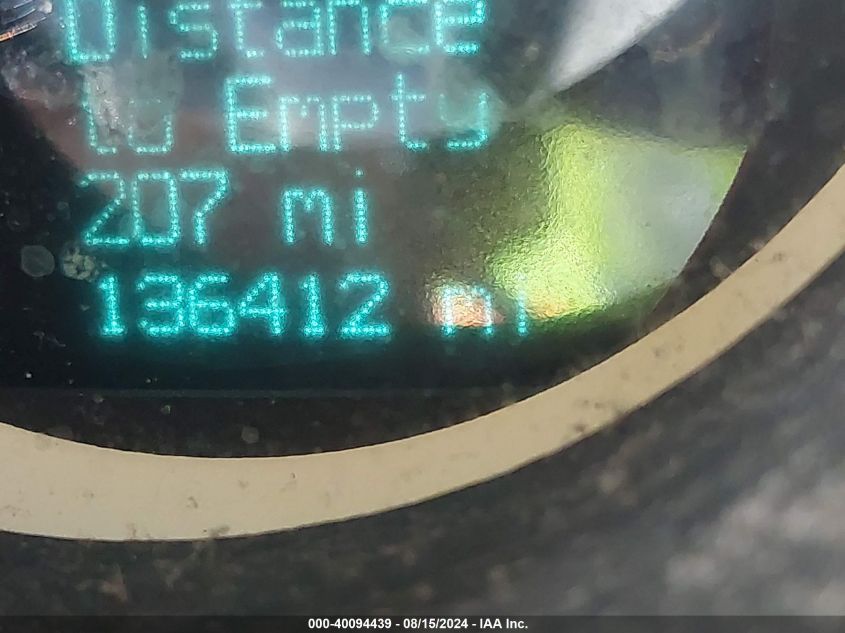 Distance
to Empty
207 mi
136412 mi
000-40094439 - 08/15/2024 - IAA Inc.